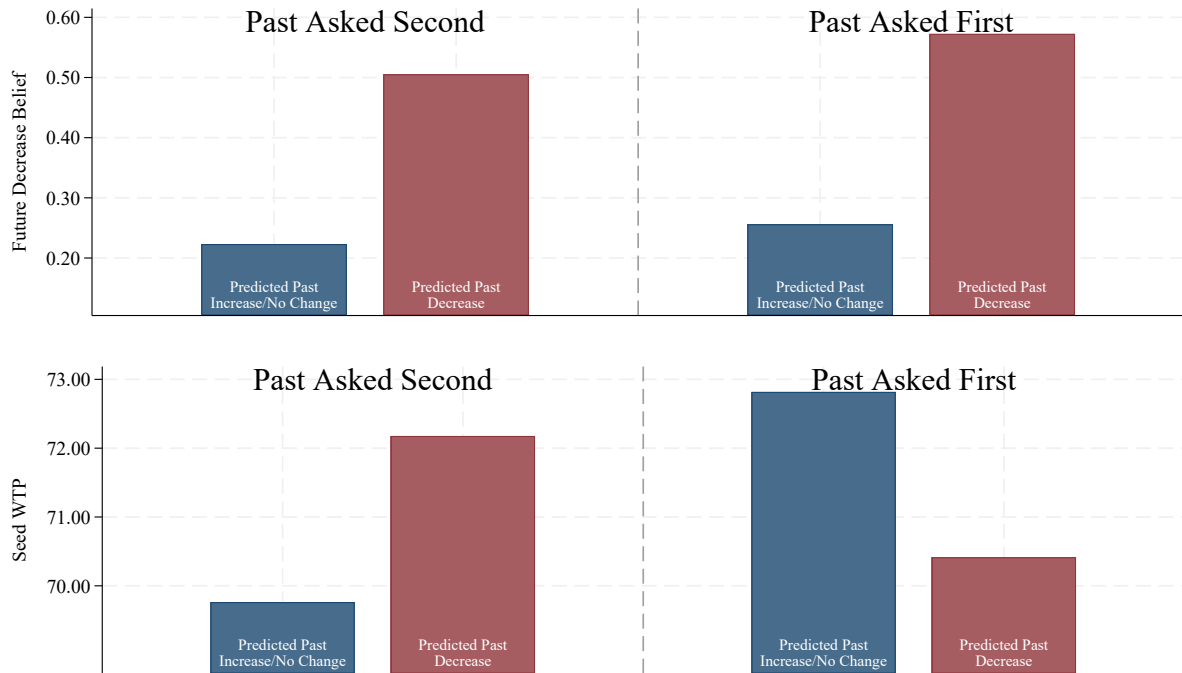 Past Asked Second
Past Asked First
Future Decrease Belief
0.60
0.50
0.40
0.30
0.20
Predicted Past
Increase/No Change
Predicted Past
Decrease
Predicted Past
Increase/No Change
Predicted Past
Decrease
Past Asked Second
Past Asked First
Seed WTP
73.00
72.00
71.00
70.00
Predicted Past
Increase/No Change
Predicted Past
Decrease
Predicted Past
Increase/No Change
Predicted Past
Decrease